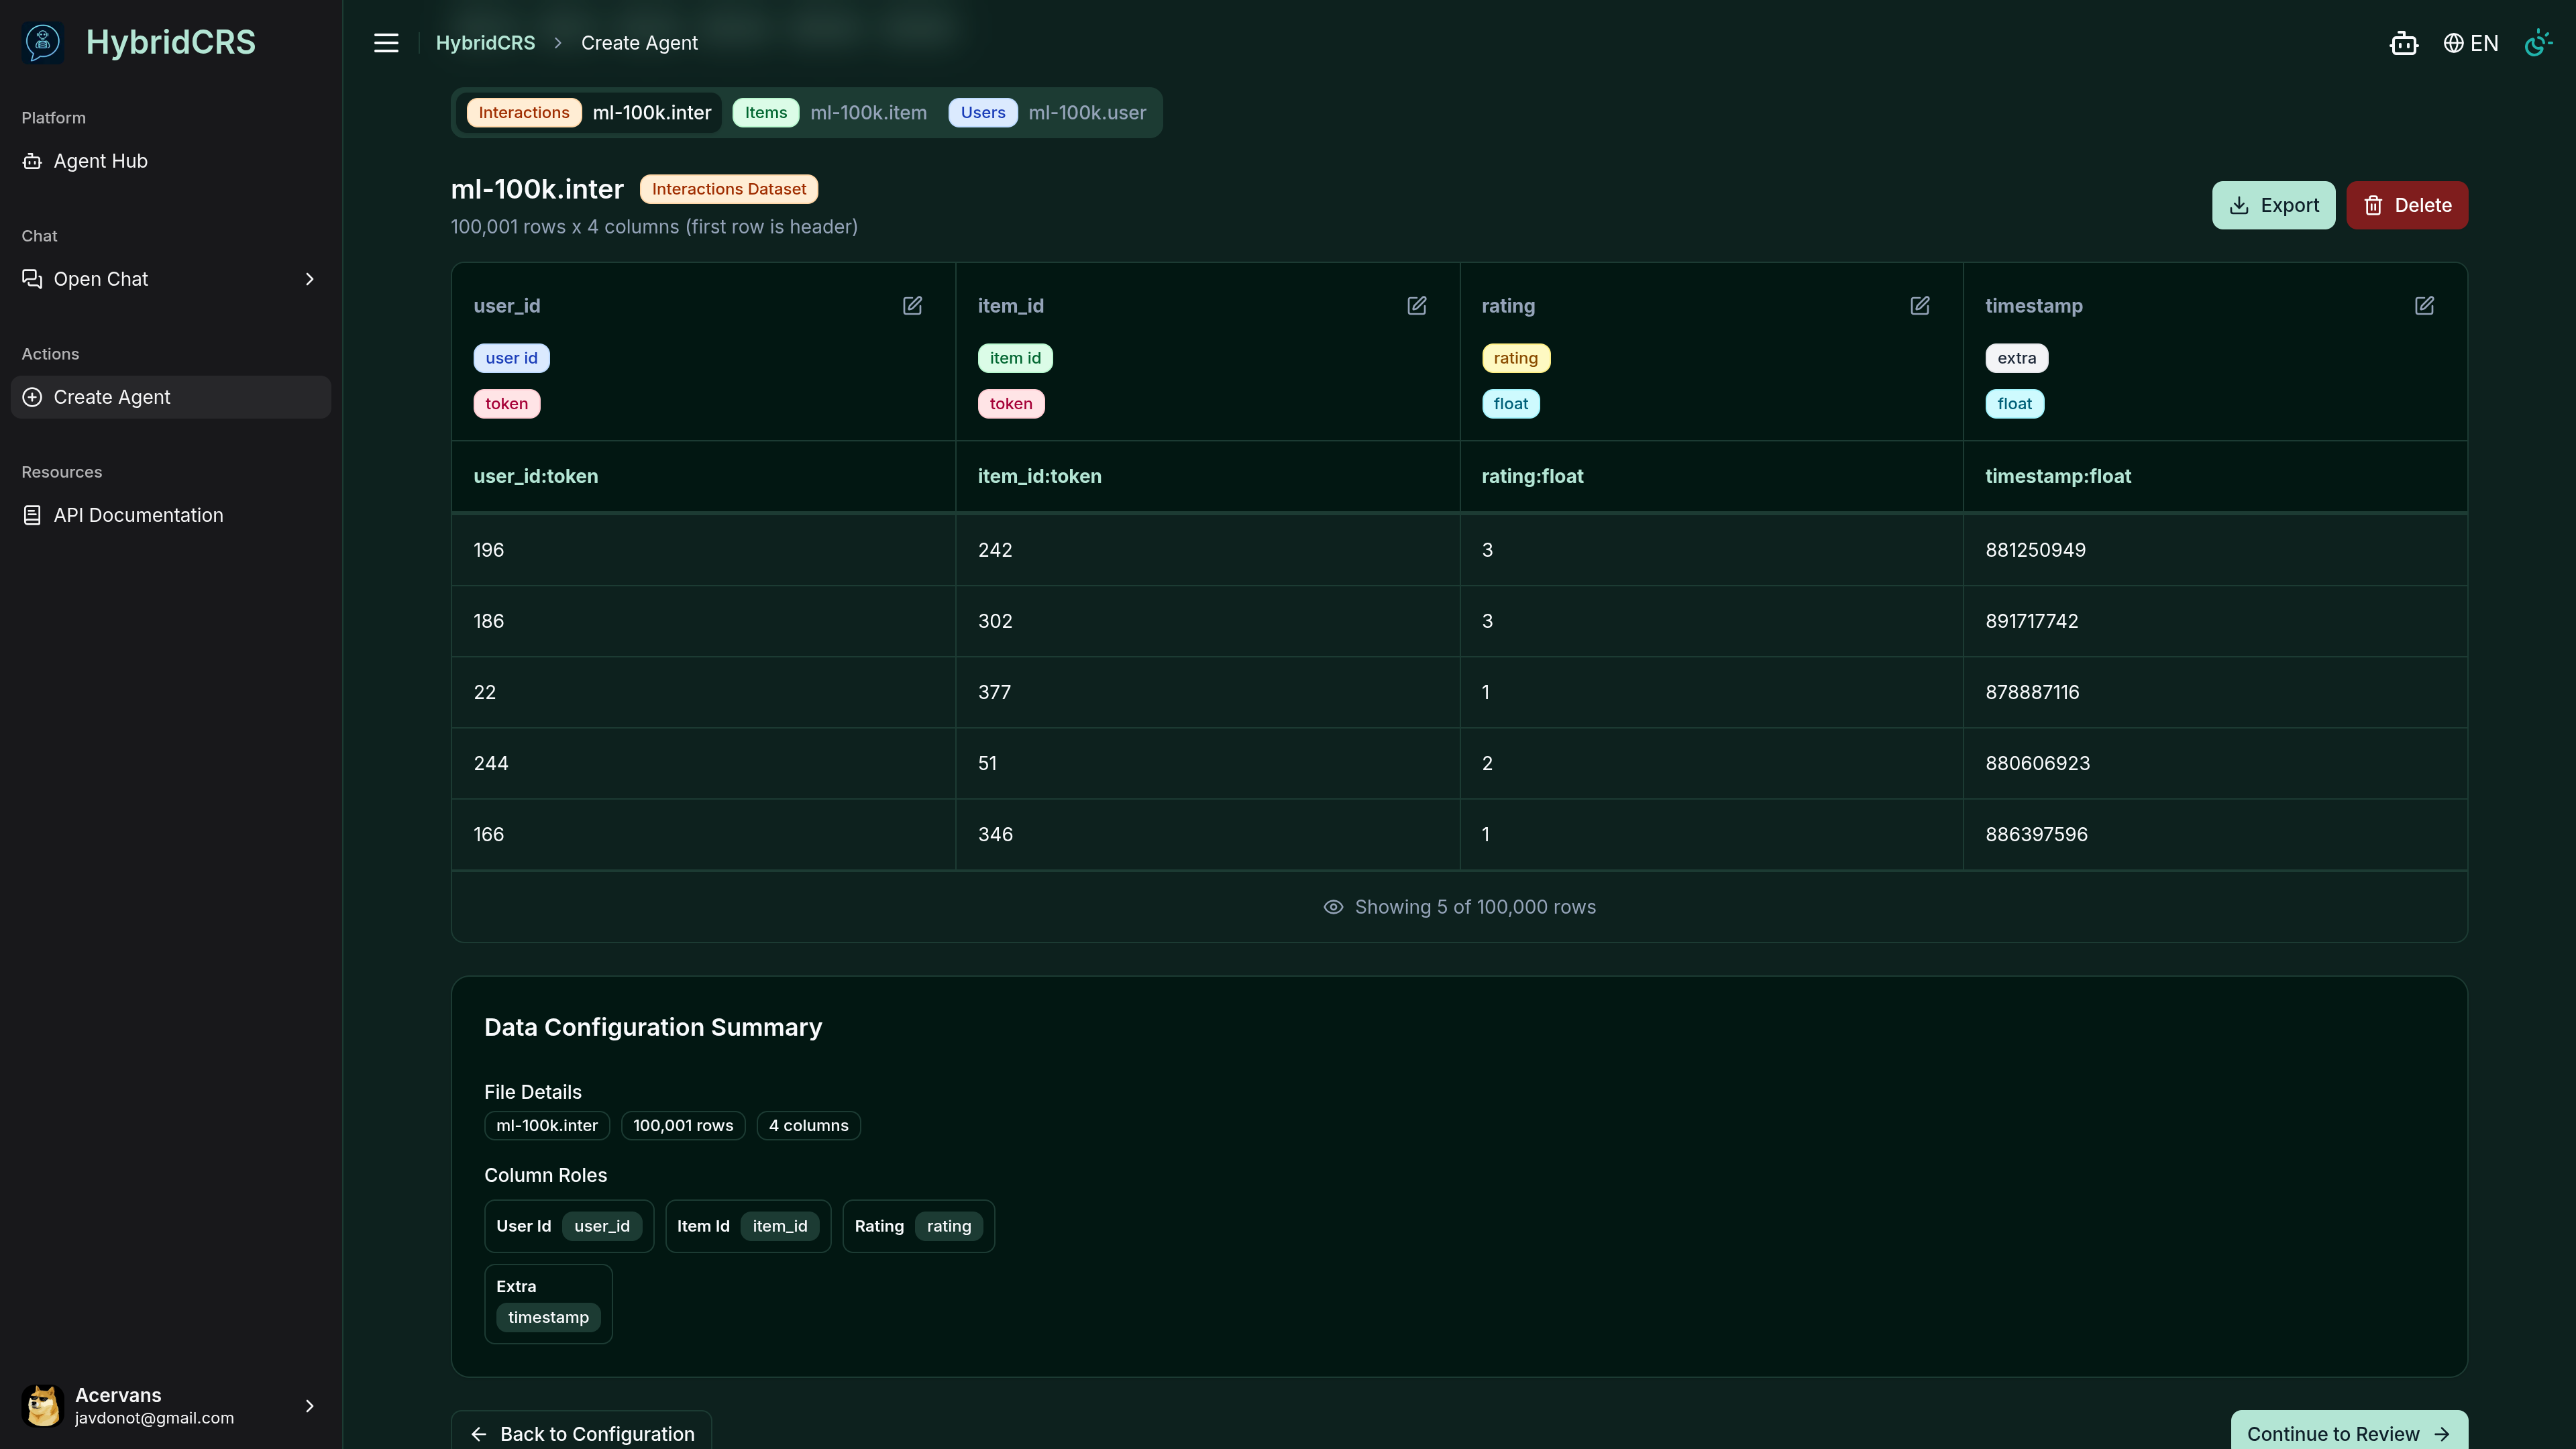 HybridCRS
Platform
Agent Hub
Chat
Open Chat
Actions
Create Agent
Resources
API Documentation
Acervans
javdonot@gmail.com
HybridCRS > Create Agent
EN
Interactions ml-100k.inter Items ml-100k.item Users ml-100k.user
ml-100k.inter Interactions Dataset
100,001 rows x 4 columns (first row is header)
Export Delete
user_id item_id rating timestamp
user id item id rating extra
token token float float
user_id:token item_id:token rating:float timestamp:float
196 242 3 881250949
186 302 3 891717742
22 377 1 878887116
244 51 2 880606923
166 346 1 886397596
Showing 5 of 100,000 rows
Data Configuration Summary
File Details
ml-100k.inter 100,001 rows 4 columns
Column Roles
User Id user_id Item Id item_id Rating rating
Extra
timestamp
Back to Configuration Continue to Review